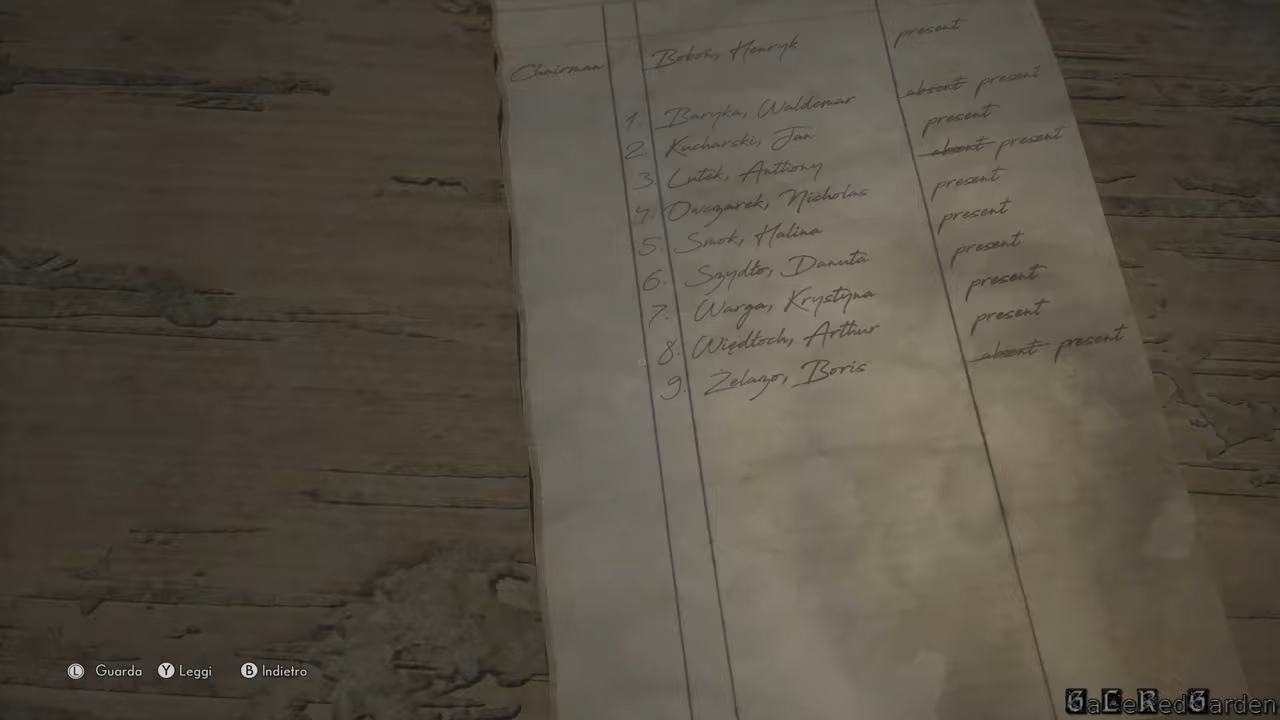 Chairman Boboń, Henryk present
1. Baryka, Waldemar absent present
2. Kucharski, Jan present
3. Lutek, Anthony absent present
4. Owczarek, Nicholas present
5. Smok, Halina present
6. Szydło, Danuta present
7. Warga, Krystyna present
8. Więdłoch, Arthur present
9. Żelazo, Boris absent present
L Guarda Y Leggi B Indietro
GaLeRedGarden